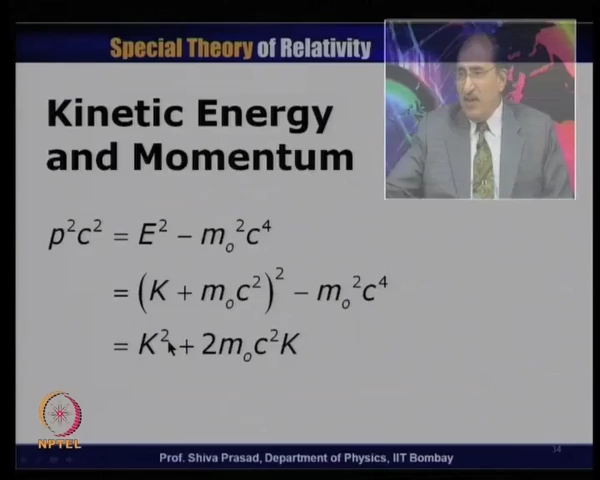 Special Theory of Relativity
Kinetic Energy
and Momentum
p²c² = E² − mₒ²c⁴
= (K + mₒc²)² − mₒ²c⁴
= K² + 2mₒc²K
NPTEL
Prof. Shiva Prasad, Department of Physics, IIT Bombay
34